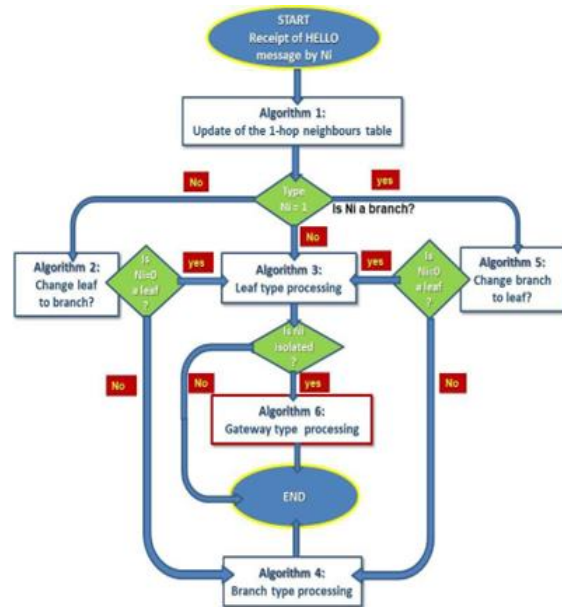 START
Receipt of HELLO
message by Ni
Algorithm 1:
Update of the 1-hop neighbours table
No
yes
Type
Ni = 1
Is Ni a branch?
No
Algorithm 2:
Change leaf
to branch?
Is
Ni=0
a leaf
?
yes
Algorithm 3:
Leaf type processing
yes
Is
Ni=0
a leaf
?
Algorithm 5:
Change branch
to leaf?
Is Ni
isolated
?
No
No
yes
No
Algorithm 6:
Gateway type processing
END
Algorithm 4:
Branch type processing